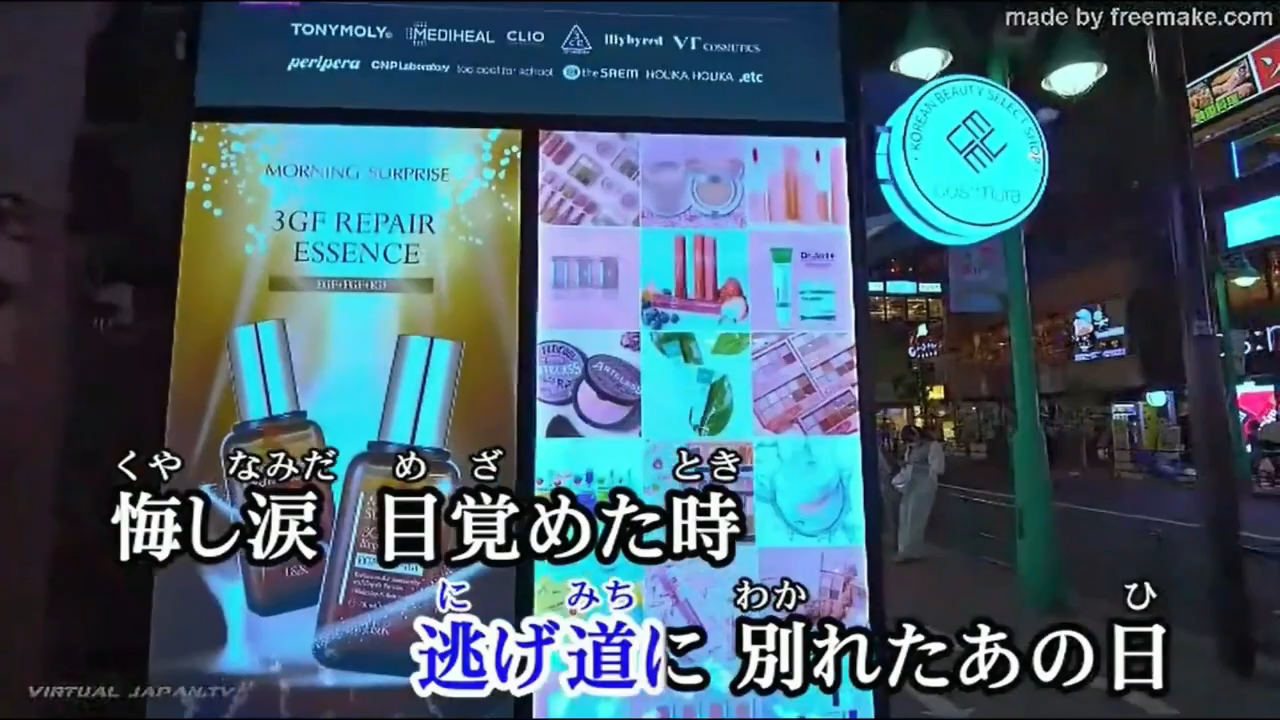 made by freemake.com
TONYMOLY MEDIHEAL CLIO 3CE lilybyred VT COSMETICS
peripera CNP Laboratory too cool for school the SAEM HOLIKA HOLIKA ,etc
KOREAN BEAUTY SELECT SHOP
MORNING SURPRISE
3GF REPAIR
ESSENCE
くや なみだ め ざ とき
悔し涙 目覚めた時
に みち わか ひ
逃げ道に 別れたあの日
VIRTUAL JAPAN.TV